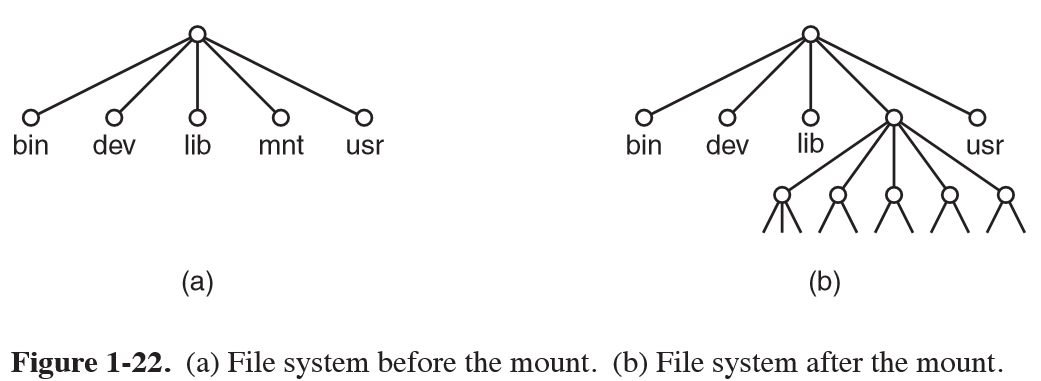 bin dev lib mnt usr
bin dev lib usr
(a)
(b)
Figure 1-22. (a) File system before the mount. (b) File system after the mount.